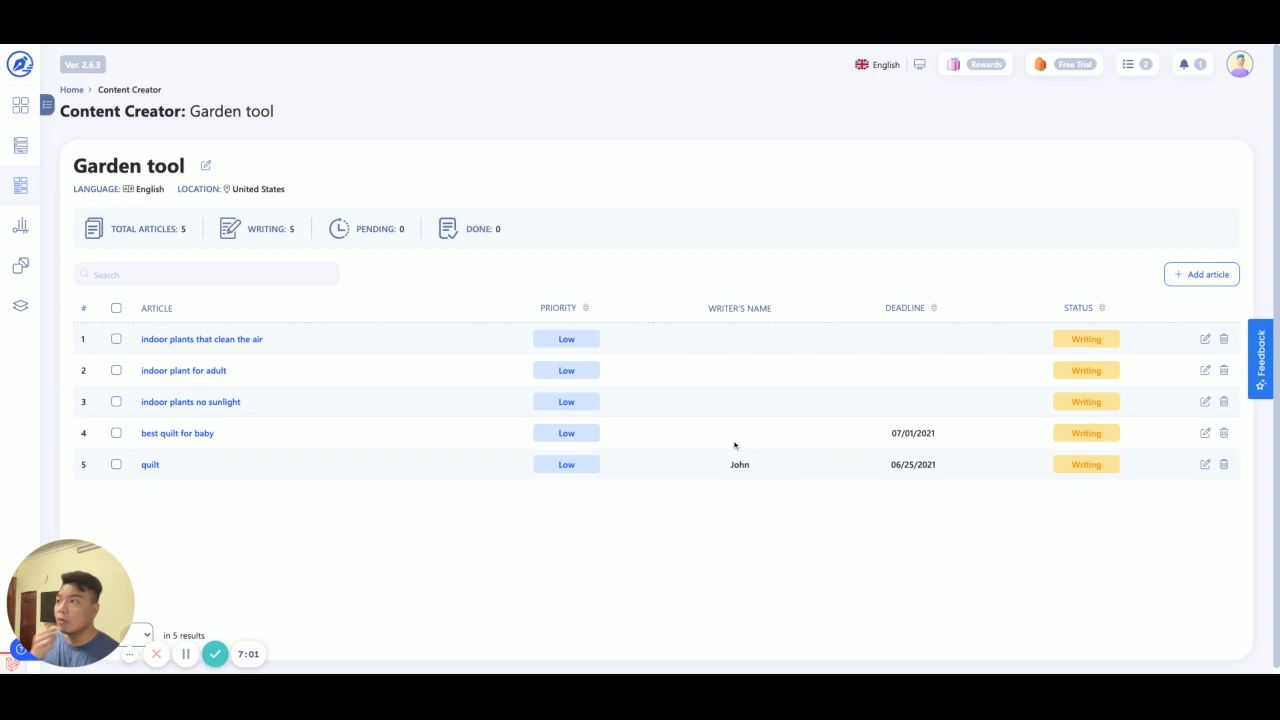 Ver. 2.6.3
English
Rewards
Free Trial
2
1
Home > Content Creator
Content Creator: Garden tool
Garden tool
LANGUAGE: English LOCATION: United States
TOTAL ARTICLES: 5 WRITING: 5 PENDING: 0 DONE: 0
Search
+ Add article
# ARTICLE PRIORITY WRITER'S NAME DEADLINE STATUS
1 indoor plants that clean the air Low Writing
2 indoor plant for adult Low Writing
3 indoor plants no sunlight Low Writing
4 best quilt for baby Low 07/01/2021 Writing
5 quilt Low John 06/25/2021 Writing
Feedback
in 5 results
7:01